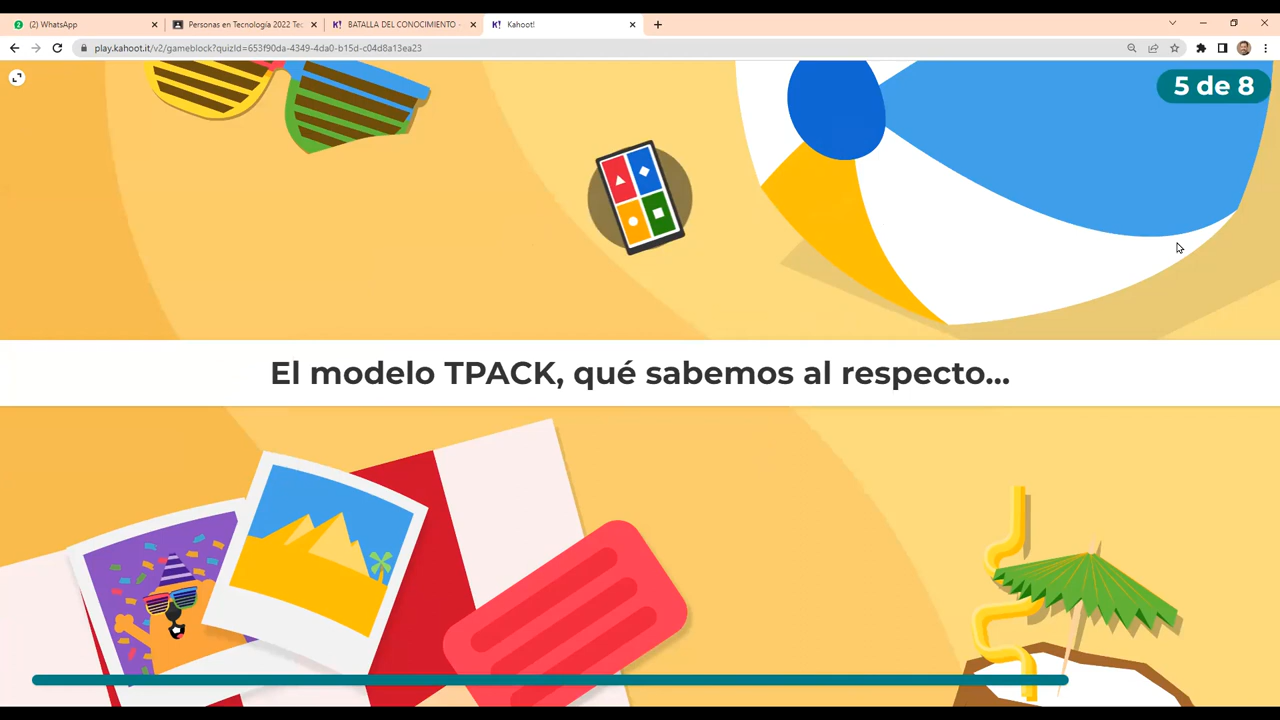 (2) WhatsApp
Personas en Tecnología 2022 Tec
BATALLA DEL CONOCIMIENTO -
Kahoot!
play.kahoot.it/v2/gameblock?quizId=653f90da-4349-4da0-b15d-c04d8a13ea23
5 de 8
El modelo TPACK, qué sabemos al respecto...